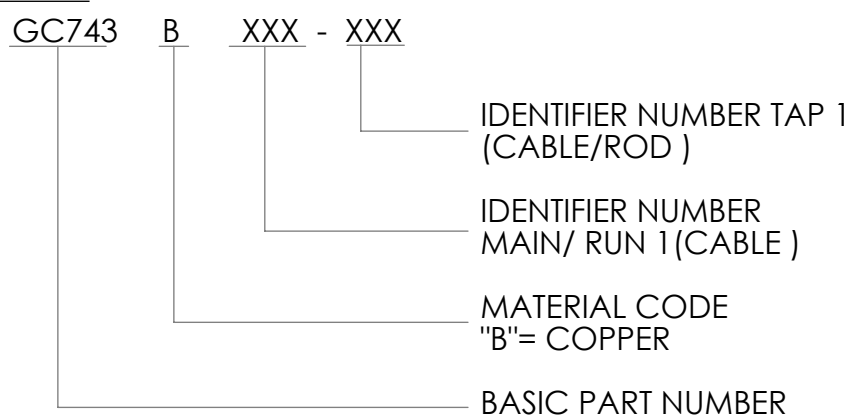 GC743 B XXX - XXX
IDENTIFIER NUMBER TAP 1
(CABLE/ROD )
IDENTIFIER NUMBER
MAIN/ RUN 1(CABLE )
MATERIAL CODE
"B"= COPPER
BASIC PART NUMBER